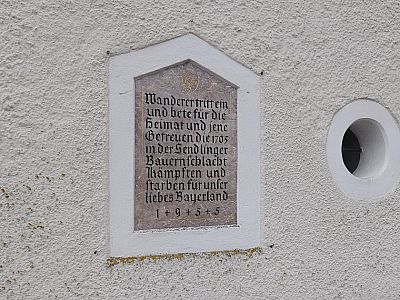 Wanderer tritt ein
und bete für die
Heimat und jene
Getreuen die 1705
in der Sendlinger
Bauernschlacht
Kämpften und
starben für unser
liebes Bayerland
1+9+5+5